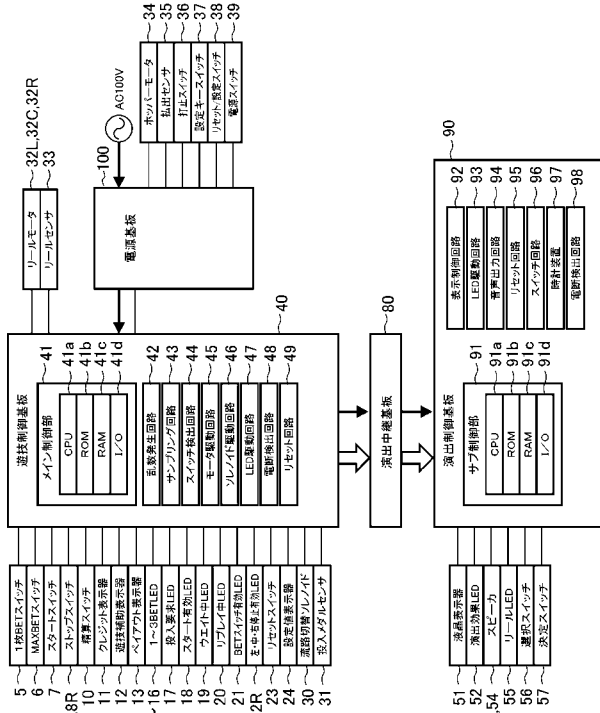 32L,32C,32R
33
リールモータ
リールセンサ
100
AC100V
電源基板
ホッパーモータ
払出センサ
打止スイッチ
設定キースイッチ
リセット/設定スイッチ
電源スイッチ
34
35
36
37
38
39
遊技制御基板
40
メイン制御部
41
CPU
ROM
RAM
I/O
41a
41b
41c
41d
乱数発生回路
サンプリング回路
スイッチ検出回路
モータ駆動回路
ソレノイド駆動回路
LED駆動回路
電断検出回路
リセット回路
42
43
44
45
46
47
48
49
1枚BETスイッチ
MAXBETスイッチ
スタートスイッチ
ストップスイッチ
精算スイッチ
クレジット表示器
遊技補助表示器
ペイアウト表示器
1～3BETLED
投入要求LED
スタート有効LED
ウエイト中LED
リプレイ中LED
BETスイッチ有効LED
左・中・右停止有効LED
リセットスイッチ
設定値表示器
流路切替ソレノイド
投入メダルセンサ
5
6
7
,8R
10
11
12
13
～16
17
18
19
20
21
2R
23
24
30
31
演出中継基板
80
演出制御基板
90
サブ制御部
91
CPU
ROM
RAM
I/O
91a
91b
91c
91d
表示制御回路
LED駆動回路
音声出力回路
リセット回路
スイッチ回路
時計装置
電断検出回路
92
93
94
95
96
97
98
液晶表示器
演出効果LED
スピーカ
リールLED
選択スイッチ
決定スイッチ
51
52
,54
55
56
57